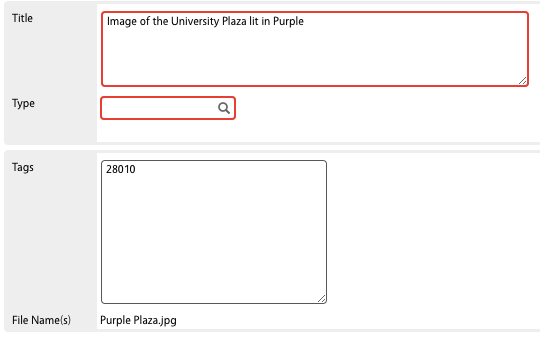 Title
Image of the University Plaza lit in Purple
Type
Tags
28010
File Name(s)
Purple Plaza.jpg